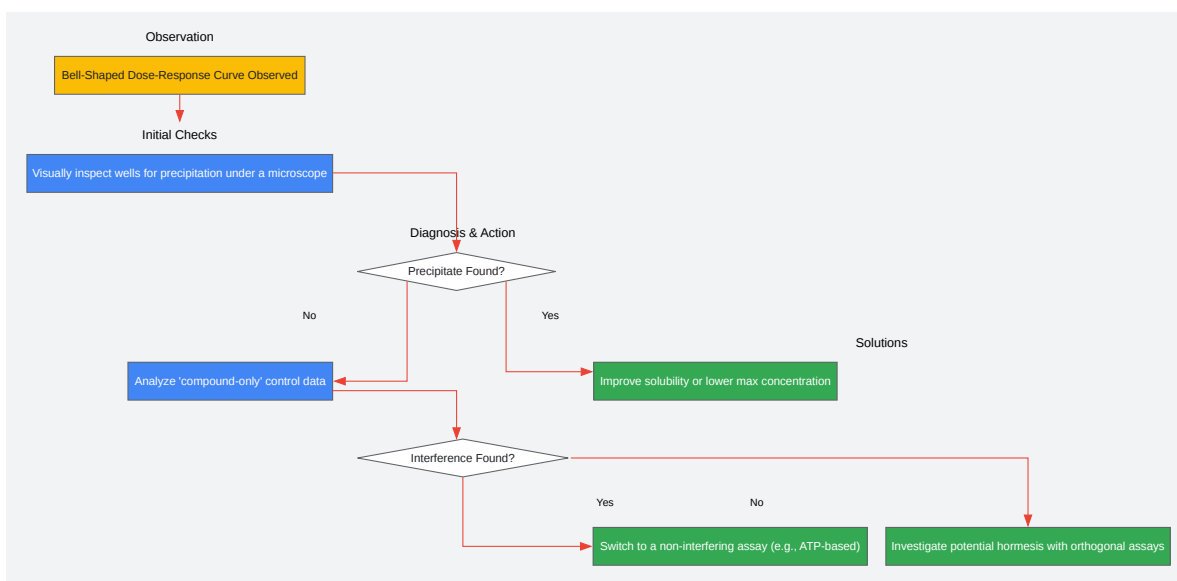 Observation
Bell-Shaped Dose-Response Curve Observed
Initial Checks
Visually inspect wells for precipitation under a microscope
Diagnosis & Action
Precipitate Found?
No
Yes
Solutions
Analyze 'compound-only' control data
Improve solubility or lower max concentration
Interference Found?
Yes
No
Switch to a non-interfering assay (e.g., ATP-based)
Investigate potential hormesis with orthogonal assays